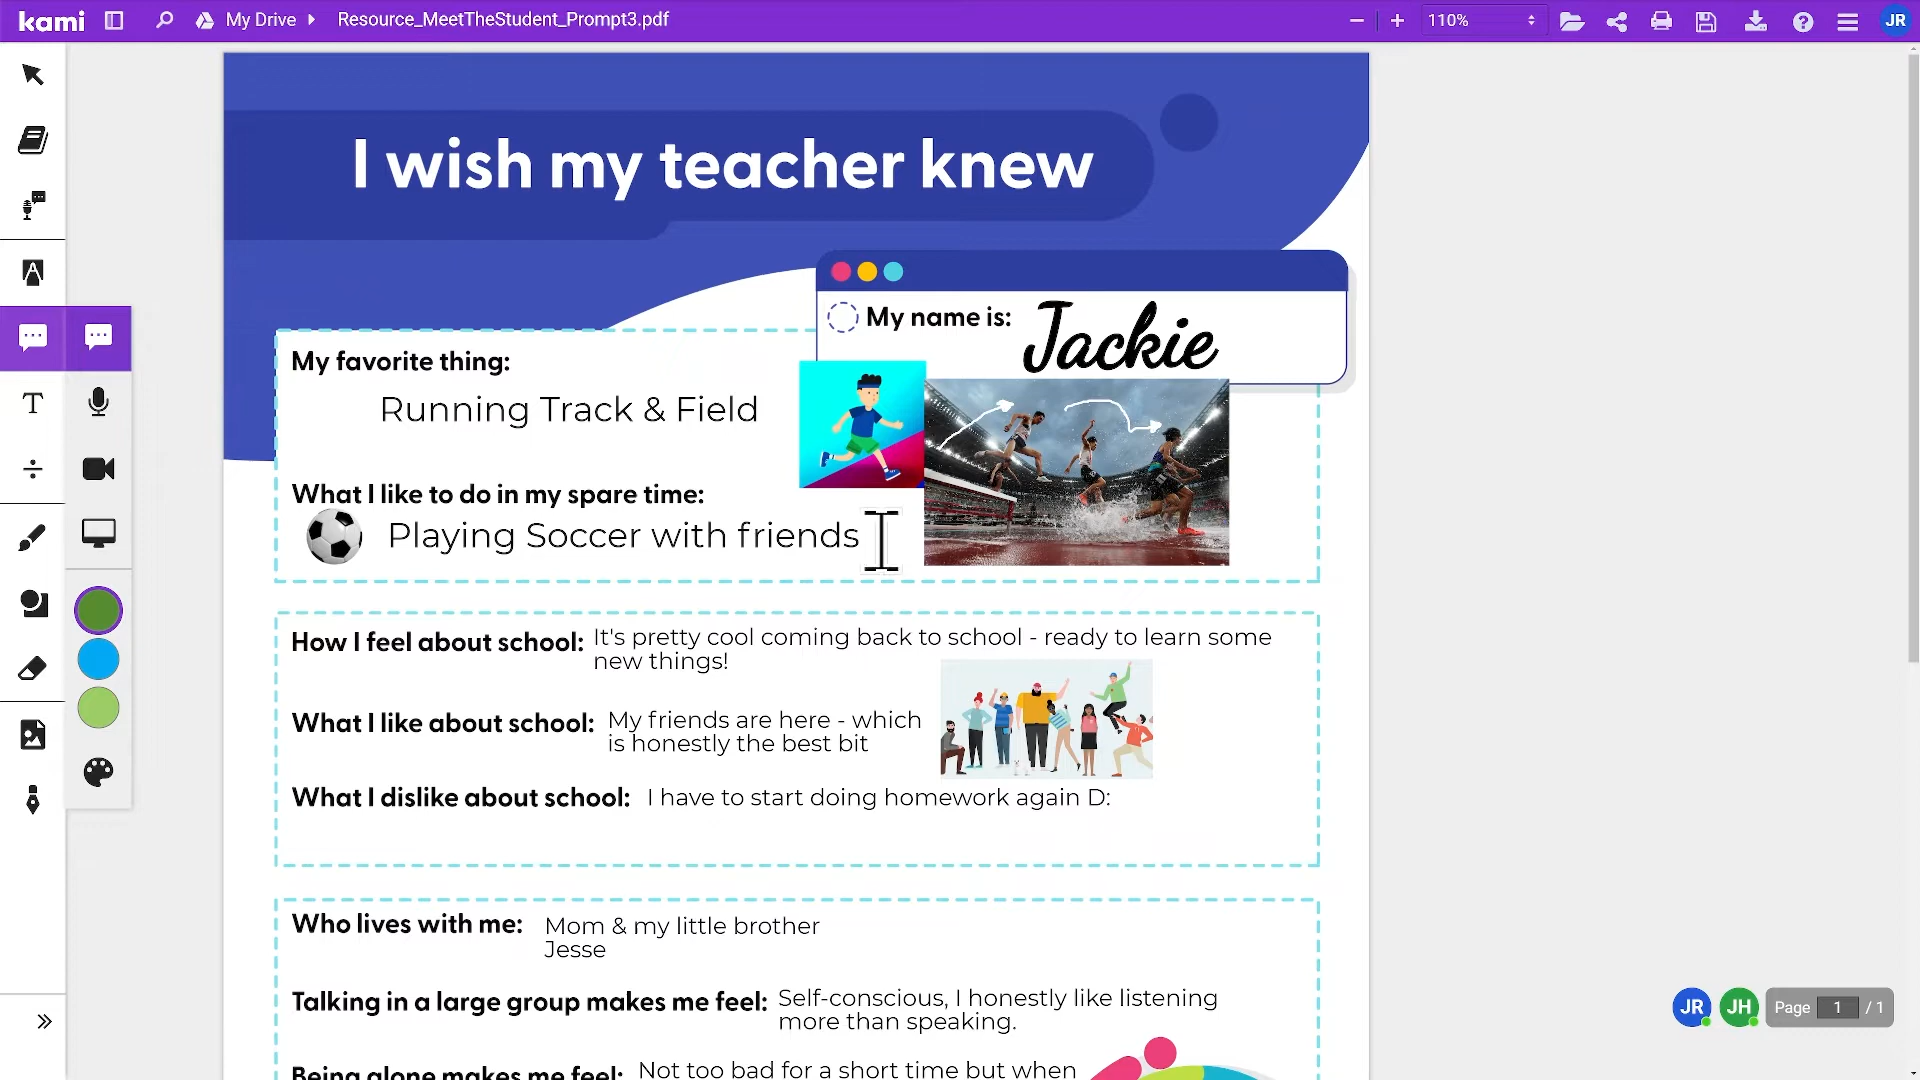 kami
My Drive
Resource_MeetTheStudent_Prompt3.pdf
110%
JR
I wish my teacher knew
My name is:
Jackie
My favorite thing:
Running Track & Field
What I like to do in my spare time:
Playing Soccer with friends
How I feel about school: It's pretty cool coming back to school - ready to learn some
new things!
What I like about school: My friends are here - which
is honestly the best bit
What I dislike about school: I have to start doing homework again D:
Who lives with me: Mom & my little brother
Jesse
Talking in a large group makes me feel: Self-conscious, I honestly like listening
more than speaking.
Being alone makes me feel: Not too bad for a short time but when
JR JH Page 1 / 1